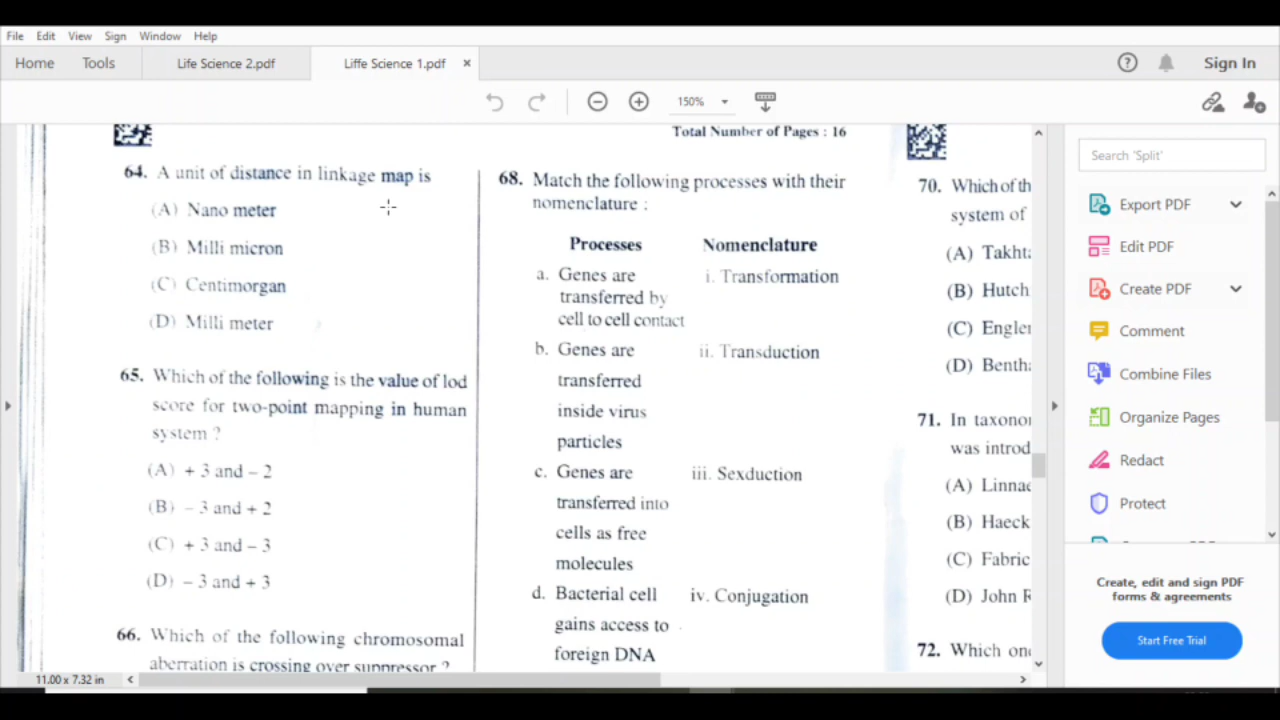 File Edit View Sign Window Help
Home Tools Life Science 2.pdf Liffe Science 1.pdf ×
? Sign In
150%
Total Number of Pages : 16
64. A unit of distance in linkage map is
(A) Nano meter
(B) Milli micron
(C) Centimorgan
(D) Milli meter
65. Which of the following is the value of lod
score for two-point mapping in human
system ?
(A) + 3 and – 2
(B) – 3 and + 2
(C) + 3 and – 3
(D) – 3 and + 3
66. Which of the following chromosomal
aberration is crossing over suppressor ?
68. Match the following processes with their
nomenclature :
Processes Nomenclature
a. Genes are i. Transformation
transferred by
cell to cell contact
b. Genes are ii. Transduction
transferred
inside virus
particles
c. Genes are iii. Sexduction
transferred into
cells as free
molecules
d. Bacterial cell iv. Conjugation
gains access to
foreign DNA
70. Which of th
system of
(A) Takht
(B) Hutch
(C) Engler
(D) Benth
71. In taxonor
was introd
(A) Linnae
(B) Haeck
(C) Fabric
(D) John R
72. Which one
Search 'Split'
Export PDF
Edit PDF
Create PDF
Comment
Combine Files
Organize Pages
Redact
Protect
Create, edit and sign PDF
forms & agreements
Start Free Trial
11.00 x 7.32 in